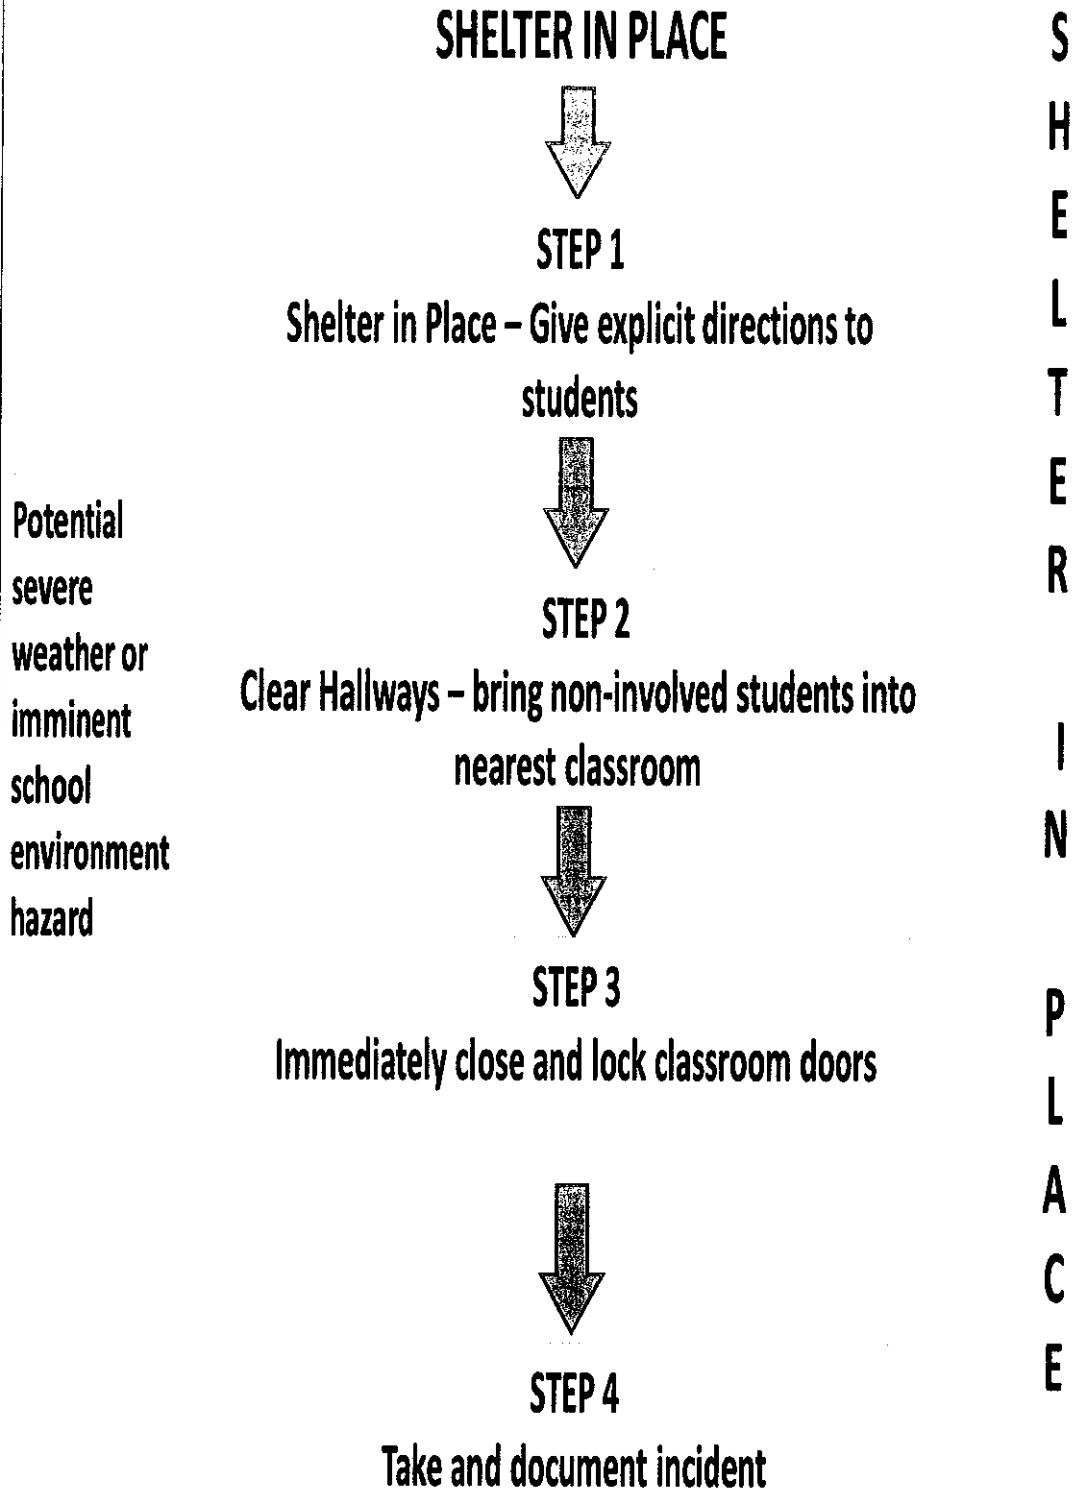 SHELTER IN PLACE
STEP 1
Shelter in Place – Give explicit directions to
students
STEP 2
Clear Hallways – bring non-involved students into
nearest classroom
STEP 3
Immediately close and lock classroom doors
STEP 4
Take and document incident
Potential
severe
weather or
imminent
school
environment
hazard
S
H
E
L
T
E
R
I
N
P
L
A
C
E